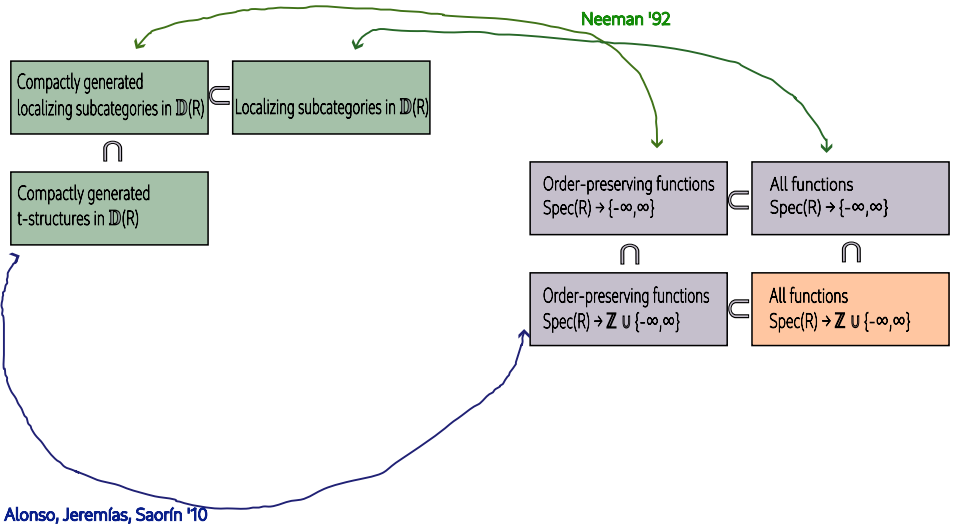 Neeman '92
Compactly generated
localizing subcategories in 𝔻(R)
⊂
Localizing subcategories in 𝔻(R)
∩
Compactly generated
t-structures in 𝔻(R)
Order-preserving functions
Spec(R) → {-∞,∞}
⊂
All functions
Spec(R) → {-∞,∞}
∩
∩
Order-preserving functions
Spec(R) → ℤ ∪ {-∞,∞}
⊂
All functions
Spec(R) → ℤ ∪ {-∞,∞}
Alonso, Jeremías, Saorín '10